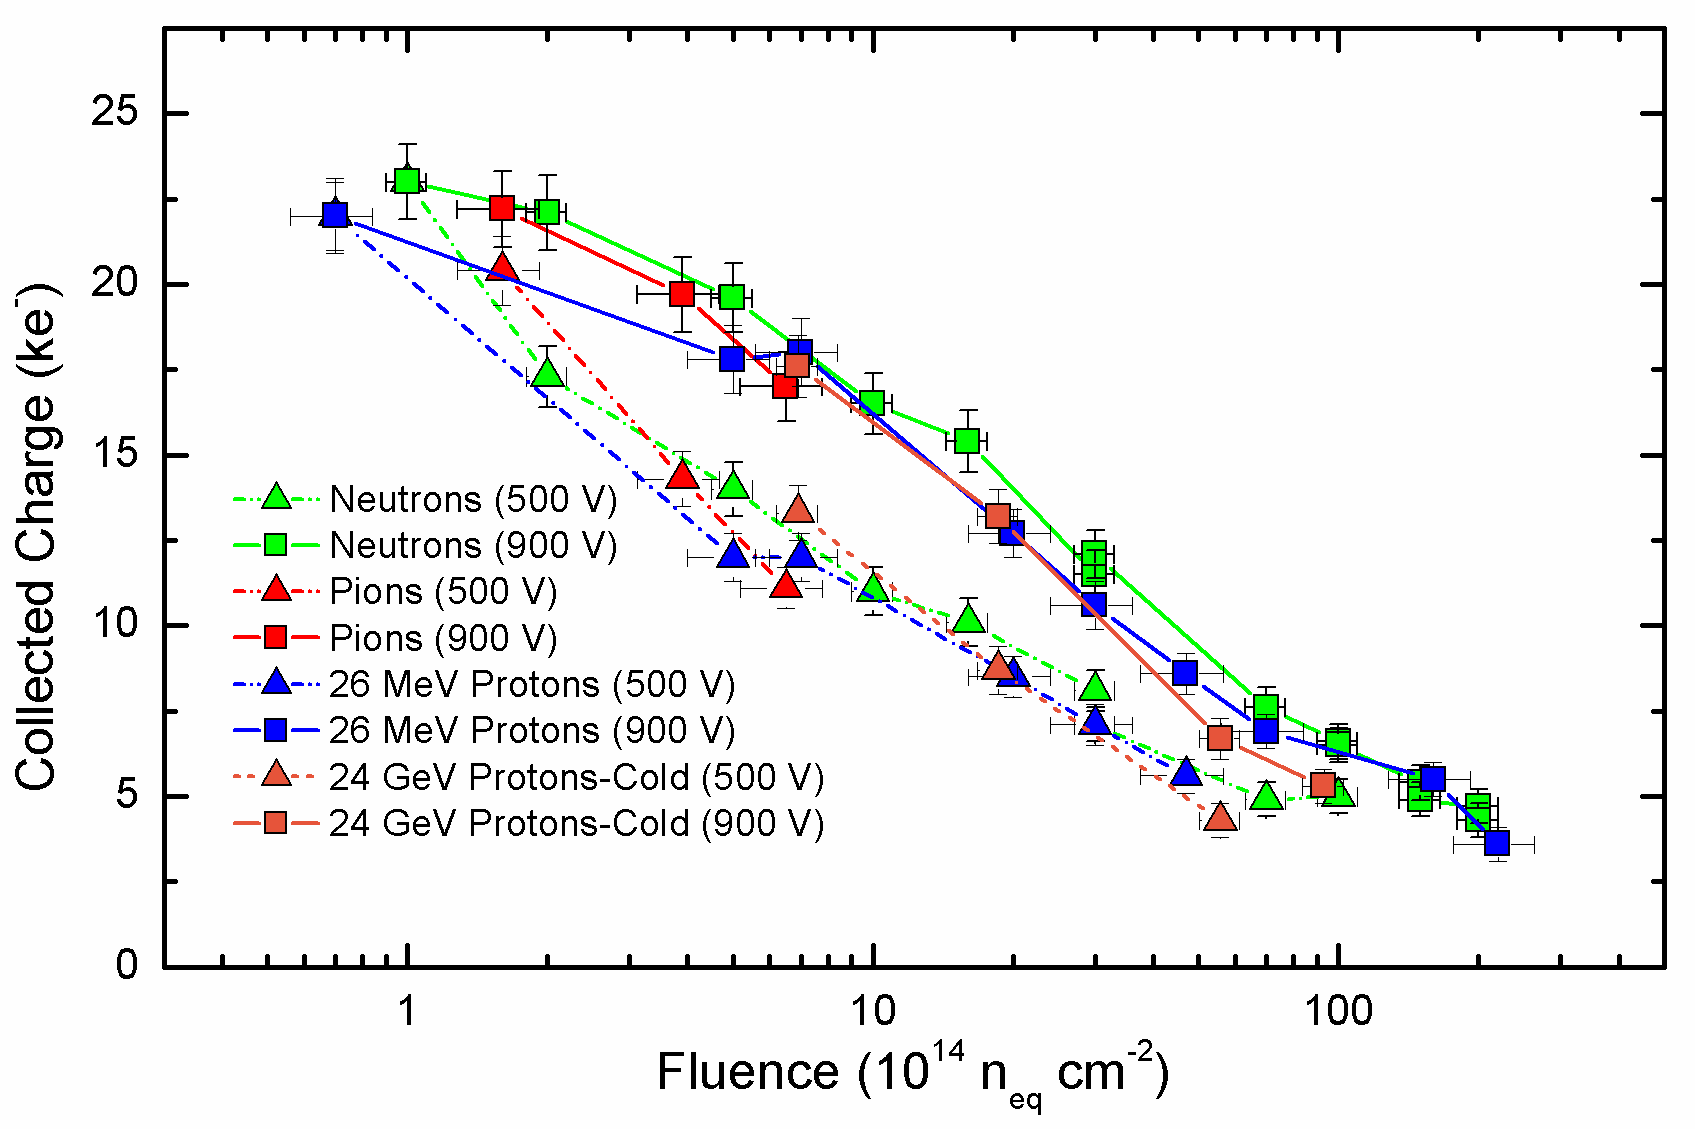 25
20
15
10
5
0
Collected Charge (ke⁻)
Neutrons (500 V)
Neutrons (900 V)
Pions (500 V)
Pions (900 V)
26 MeV Protons (500 V)
26 MeV Protons (900 V)
24 GeV Protons-Cold (500 V)
24 GeV Protons-Cold (900 V)
1 10 100
Fluence (10¹⁴ n_eq cm⁻²)